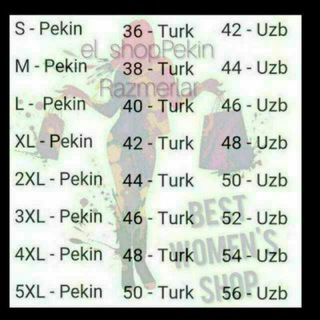 S - Pekin 36 - Turk 42 - Uzb
el_shopPekin
M - Pekin 38 - Turk 44 - Uzb
Razmerlar
L - Pekin 40 - Turk 46 - Uzb
XL - Pekin 42 - Turk 48 - Uzb
2XL - Pekin 44 - Turk 50 - Uzb
3XL - Pekin 46 - Turk 52 - Uzb
4XL - Pekin 48 - Turk 54 - Uzb
5XL - Pekin 50 - Turk 56 - Uzb
BEST
WOMEN'S
SHOP